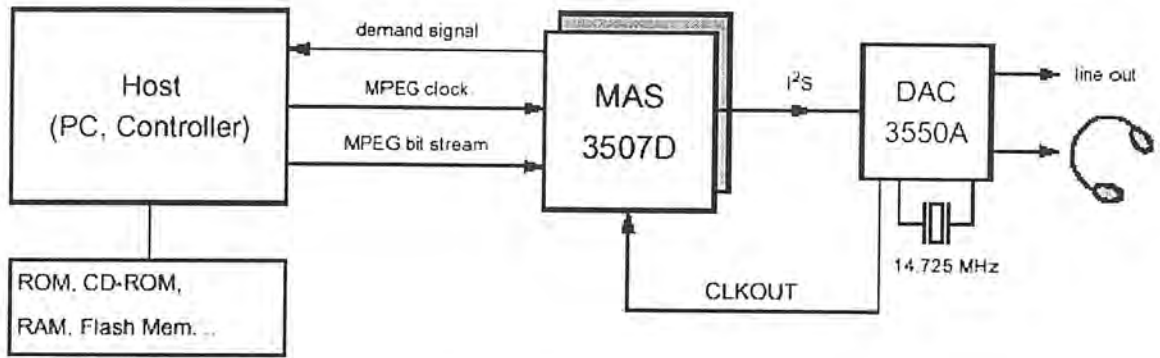 demand signal
Host
(PC, Controller)
MPEG clock
MPEG bit stream
MAS
3507D
I²S
DAC
3550A
line out
14.725 MHz
CLKOUT
ROM, CD-ROM,
RAM, Flash Mem. ..